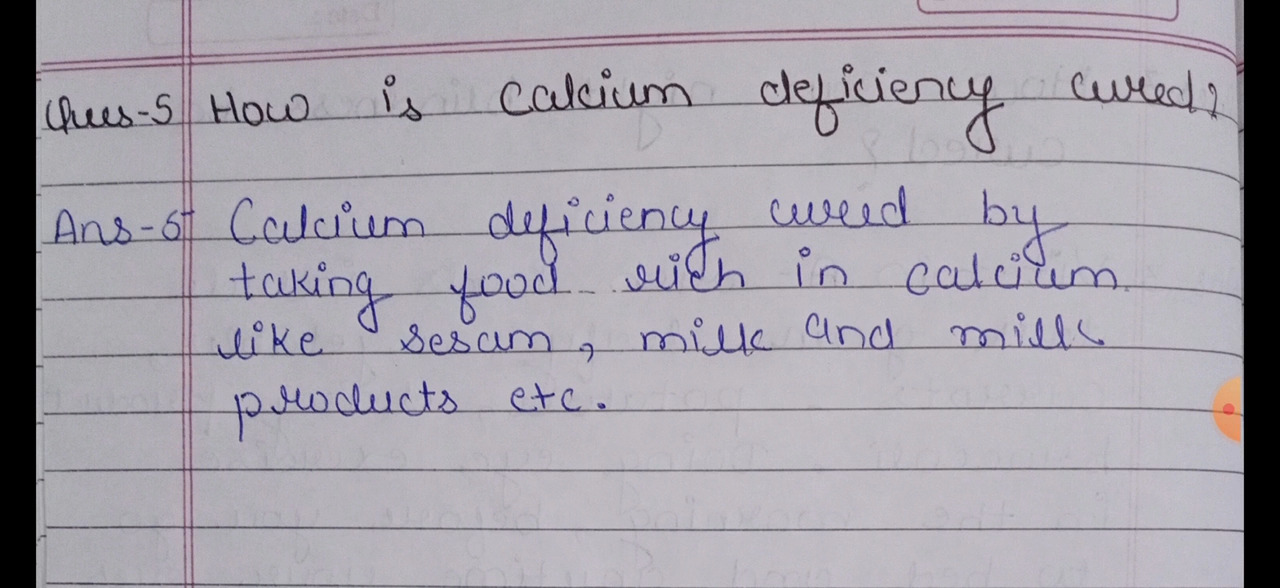 Ques-5 How is calcium deficiency cured?
Ans-5 Calcium deficiency cured by
taking food rich in calcium
like sesam, milk and milk
products etc.